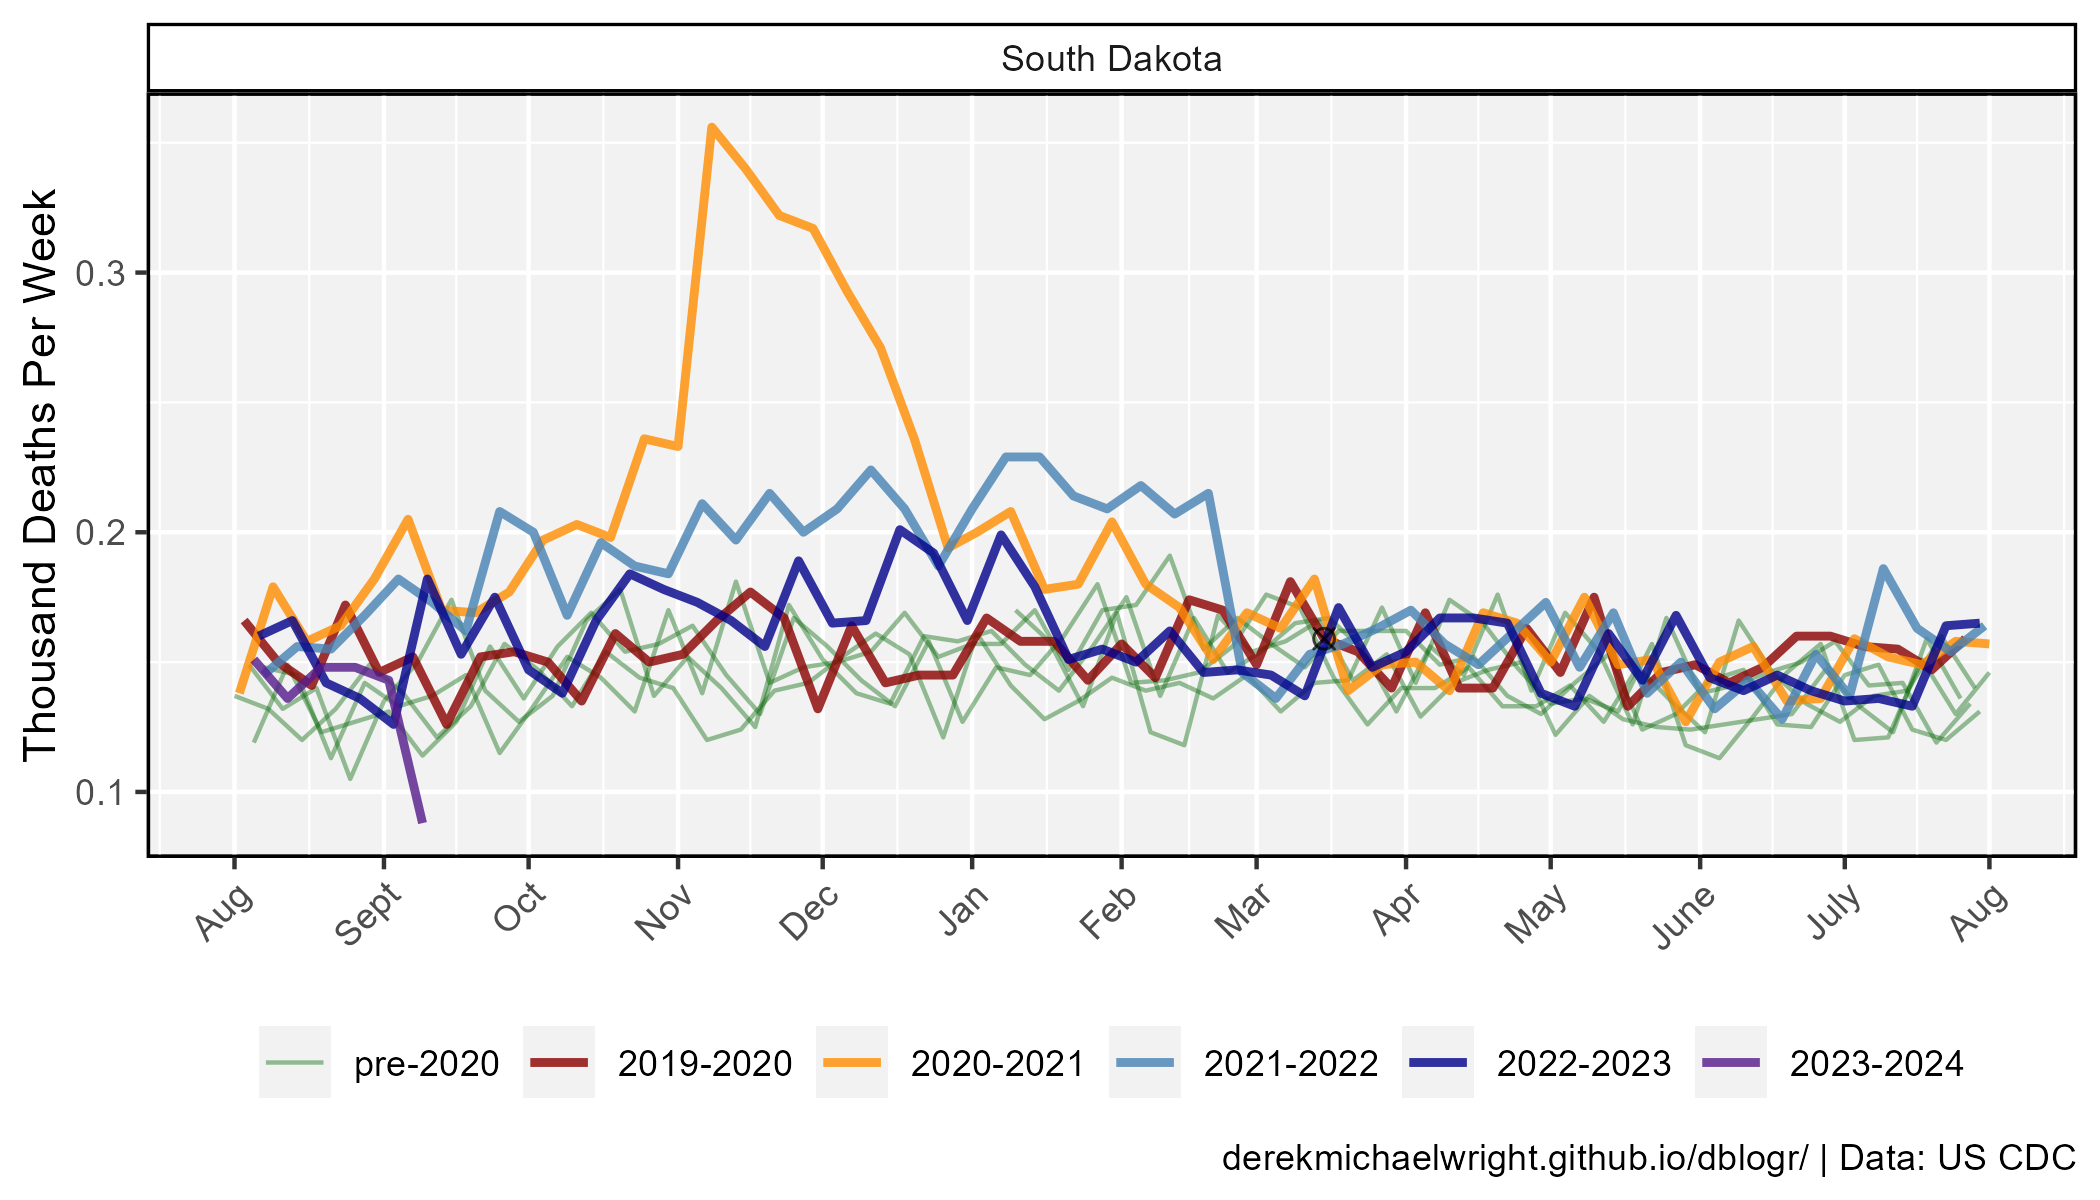 South Dakota
Thousand Deaths Per Week
0.3
0.2
0.1
Aug
Sept
Oct
Nov
Dec
Jan
Feb
Mar
Apr
May
June
July
Aug
pre-2020
2019-2020
2020-2021
2021-2022
2022-2023
2023-2024
derekmichaelwright.github.io/dblogr/ | Data: US CDC